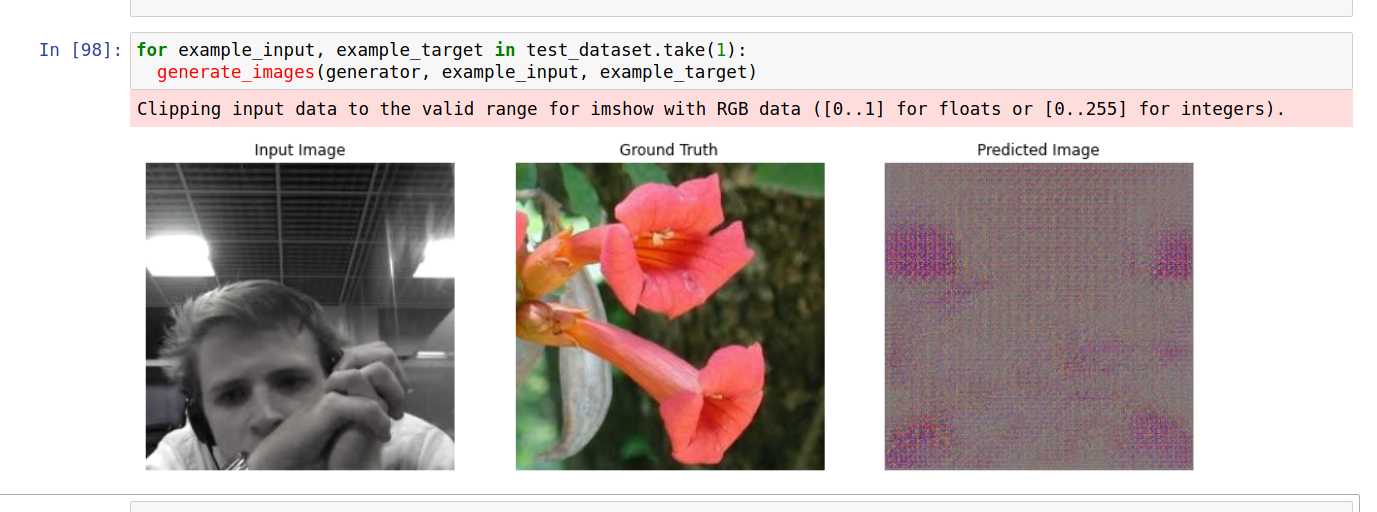 In [98]:
for example_input, example_target in test_dataset.take(1):
  generate_images(generator, example_input, example_target)
Clipping input data to the valid range for imshow with RGB data ([0..1] for floats or [0..255] for integers).
Input Image
Ground Truth
Predicted Image